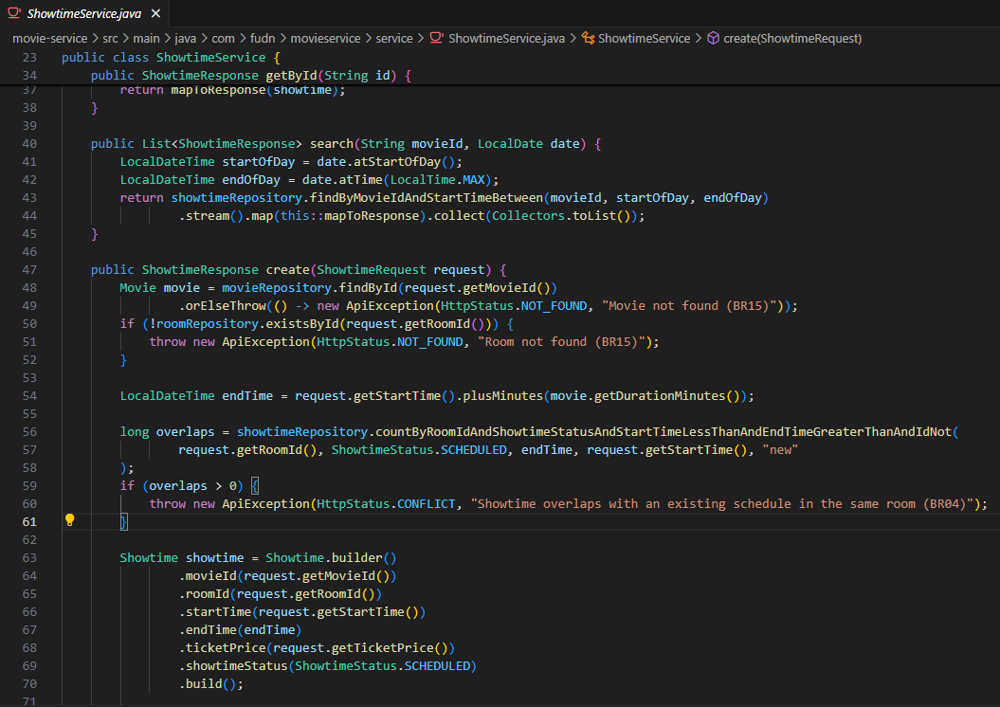 ShowtimeService.java
movie-service > src > main > java > com > fudn > movieservice > service > ShowtimeService.java > ShowtimeService > create(ShowtimeRequest)
23 public class ShowtimeService {
34     public ShowtimeResponse getById(String id) {
37         return mapToResponse(showtime);
38     }
39
40     public List<ShowtimeResponse> search(String movieId, LocalDate date) {
41         LocalDateTime startOfDay = date.atStartOfDay();
42         LocalDateTime endOfDay = date.atTime(LocalTime.MAX);
43         return showtimeRepository.findByMovieIdAndStartTimeBetween(movieId, startOfDay, endOfDay)
44                 .stream().map(this::mapToResponse).collect(Collectors.toList());
45     }
46
47     public ShowtimeResponse create(ShowtimeRequest request) {
48         Movie movie = movieRepository.findById(request.getMovieId())
49                 .orElseThrow(() -> new ApiException(HttpStatus.NOT_FOUND, "Movie not found (BR15)"));
50         if (!roomRepository.existsById(request.getRoomId())) {
51             throw new ApiException(HttpStatus.NOT_FOUND, "Room not found (BR15)");
52         }
53
54         LocalDateTime endTime = request.getStartTime().plusMinutes(movie.getDurationMinutes());
55
56         long overlaps = showtimeRepository.countByRoomIdAndShowtimeStatusAndStartTimeLessThanAndEndTimeGreaterThanAndIdNot(
57                 request.getRoomId(), ShowtimeStatus.SCHEDULED, endTime, request.getStartTime(), "new"
58         );
59         if (overlaps > 0) {
60             throw new ApiException(HttpStatus.CONFLICT, "Showtime overlaps with an existing schedule in the same room (BR04)");
61         }
62
63         Showtime showtime = Showtime.builder()
64                 .movieId(request.getMovieId())
65                 .roomId(request.getRoomId())
66                 .startTime(request.getStartTime())
67                 .endTime(endTime)
68                 .ticketPrice(request.getTicketPrice())
69                 .showtimeStatus(ShowtimeStatus.SCHEDULED)
70                 .build();
71